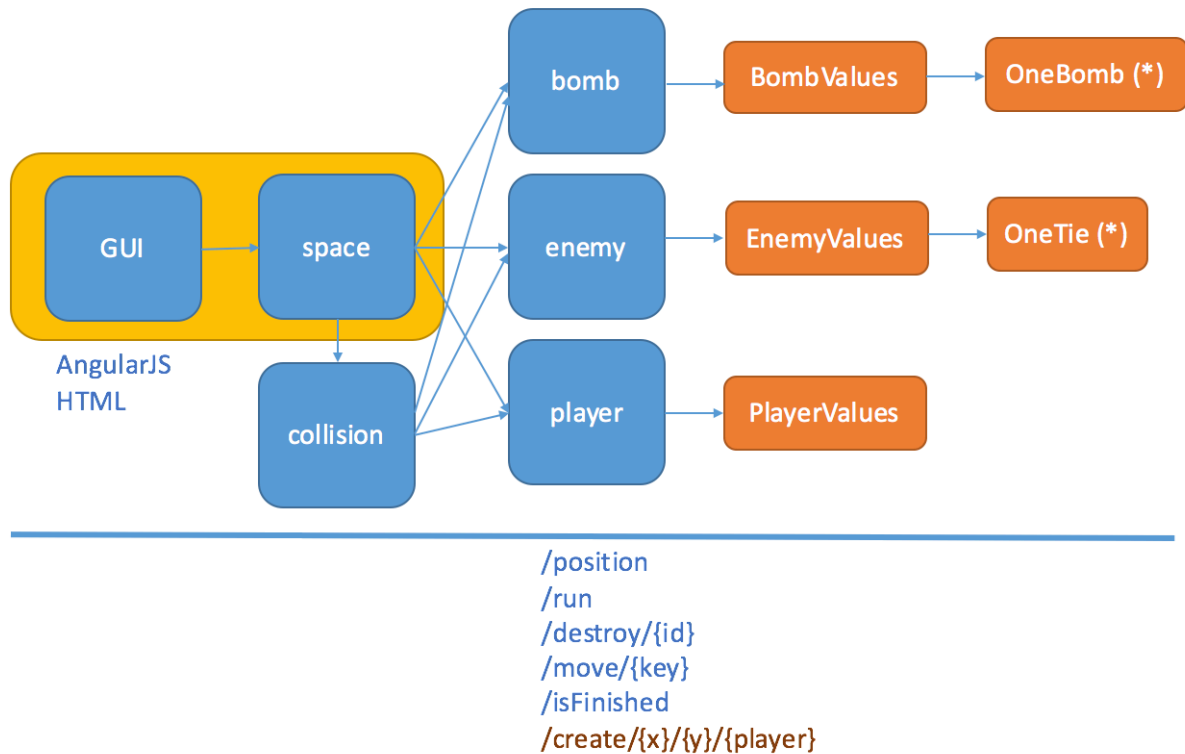 bomb
BombValues
OneBomb (*)
GUI
space
enemy
EnemyValues
OneTie (*)
AngularJS
HTML
collision
player
PlayerValues
/position
/run
/destroy/{id}
/move/{key}
/isFinished
/create/{x}/{y}/{player}